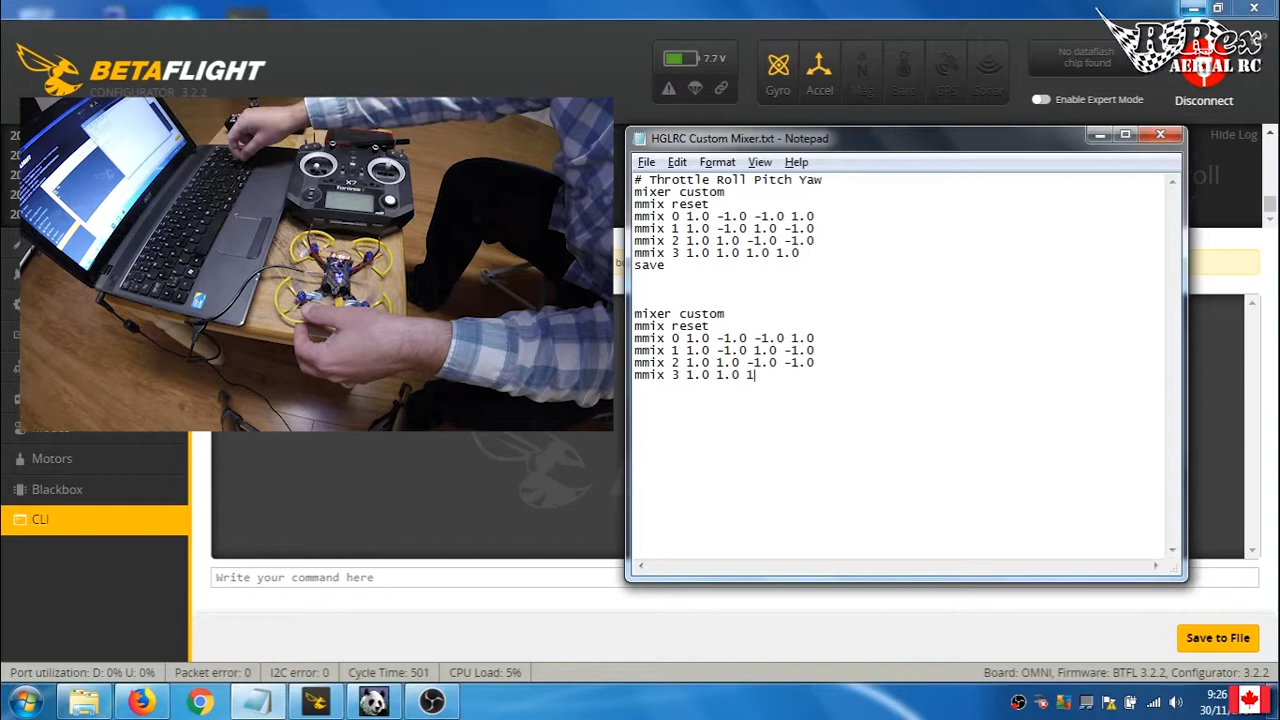 R-Rex
AERIAL RC
BETAFLIGHT
CONFIGURATOR 3.2.2
7.7 V
Gyro
Accel
Mag
Baro
GPS
Sonar
No dataflash
chip found
Enable Expert Mode
Disconnect
Hide Log
HGLRC Custom Mixer.txt - Notepad
File Edit Format View Help
# Throttle Roll Pitch Yaw
mixer custom
mmix reset
mmix 0 1.0 -1.0 -1.0 1.0
mmix 1 1.0 -1.0 1.0 -1.0
mmix 2 1.0 1.0 -1.0 -1.0
mmix 3 1.0 1.0 1.0 1.0
save
mixer custom
mmix reset
mmix 0 1.0 -1.0 -1.0 1.0
mmix 1 1.0 -1.0 1.0 -1.0
mmix 2 1.0 1.0 -1.0 -1.0
mmix 3 1.0 1.0 1
Motors
Blackbox
CLI
Write your command here
Save to File
Port utilization: D: 0% U: 0%
Packet error: 0
I2C error: 0
Cycle Time: 501
CPU Load: 5%
Board: OMNI, Firmware: BTFL 3.2.2, Configurator: 3.2.2
9:26
30/11/